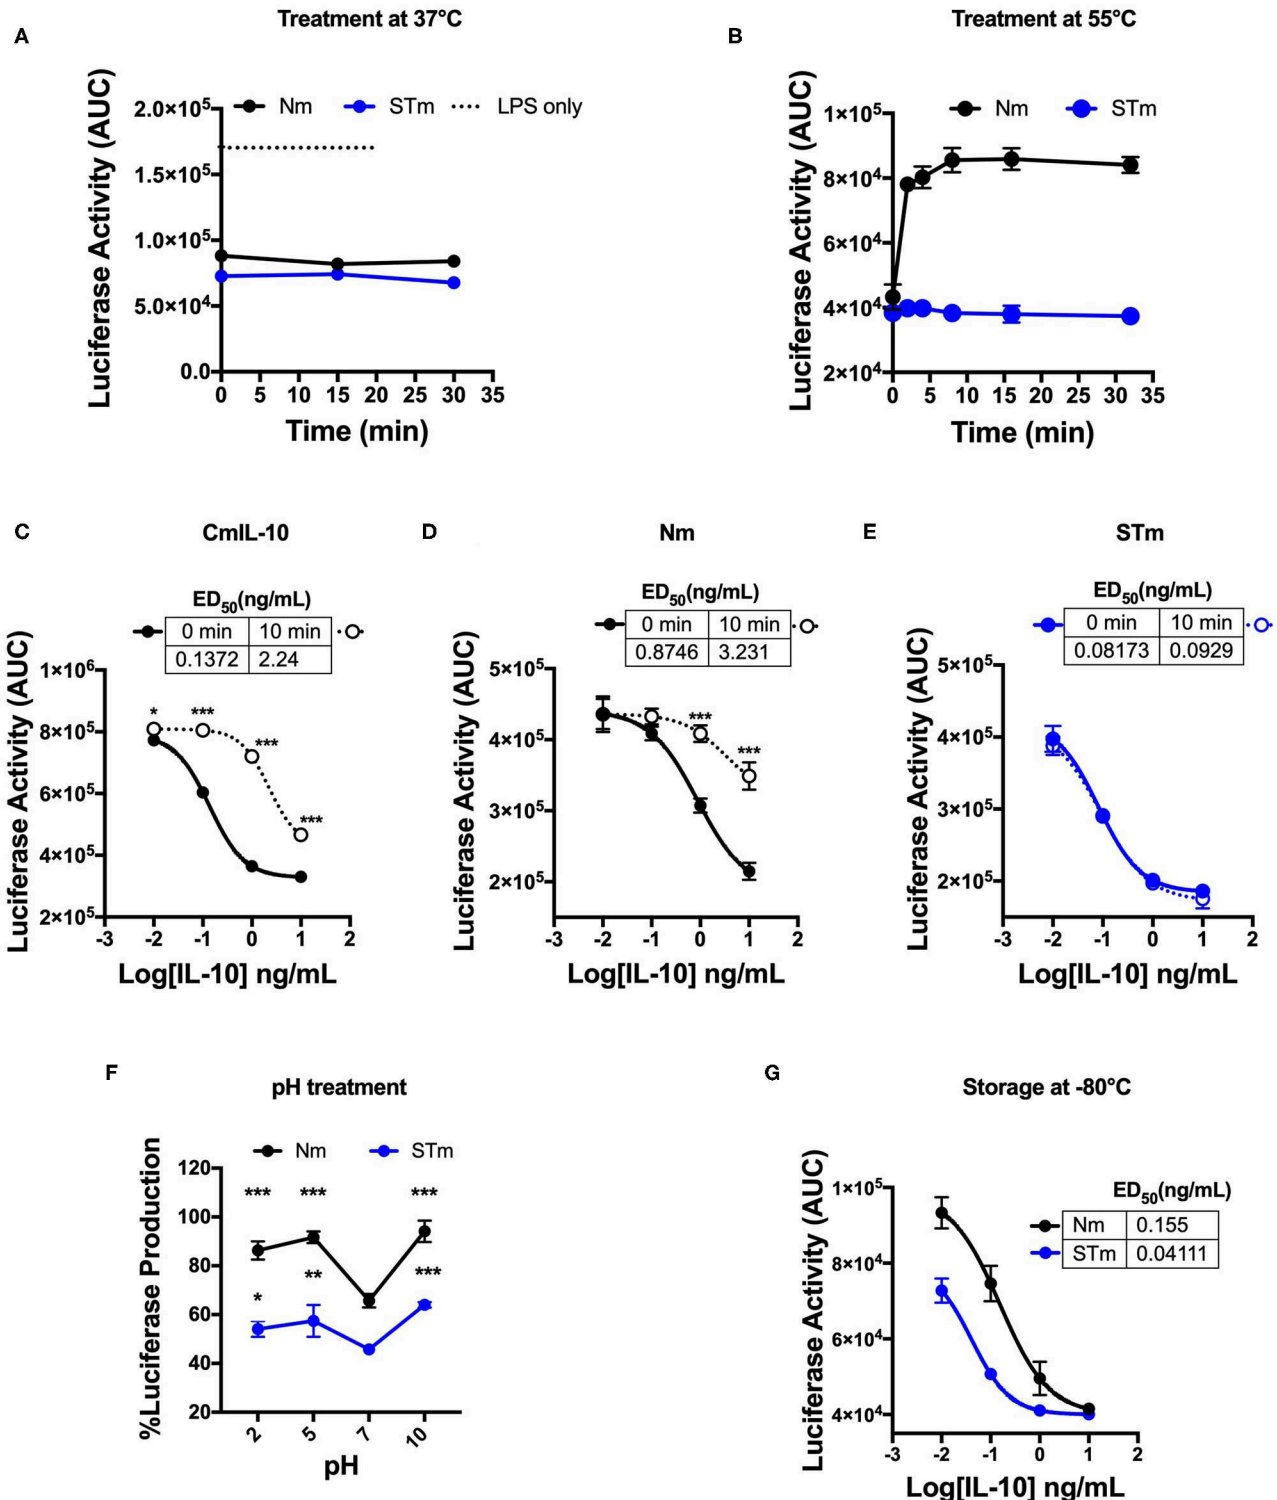 Treatment at 37°C
A
Luciferase Activity (AUC)
Nm
STm
LPS only
2.0×10⁵
1.5×10⁵
1.0×10⁵
5.0×10⁴
0.0
0 5 10 15 20 25 30 35
Time (min)
Treatment at 55°C
B
Luciferase Activity (AUC)
Nm
STm
1×10⁵
8×10⁴
6×10⁴
4×10⁴
2×10⁴
0 5 10 15 20 25 30 35
Time (min)
C
CmIL-10
ED₅₀(ng/mL)
0 min 10 min
0.1372 2.24
Luciferase Activity (AUC)
1×10⁶
8×10⁵
6×10⁵
4×10⁵
2×10⁵
* *** *** ***
-3 -2 -1 0 1 2
Log[IL-10] ng/mL
D
Nm
ED₅₀(ng/mL)
0 min 10 min
0.8746 3.231
Luciferase Activity (AUC)
5×10⁵
4×10⁵
3×10⁵
2×10⁵
*** ***
-3 -2 -1 0 1 2
Log[IL-10] ng/mL
E
STm
ED₅₀(ng/mL)
0 min 10 min
0.08173 0.0929
Luciferase Activity (AUC)
5×10⁵
4×10⁵
3×10⁵
2×10⁵
-3 -2 -1 0 1 2
Log[IL-10] ng/mL
F
pH treatment
Nm
STm
%Luciferase Production
120
100
80
60
40
20
*** *** ***
* ** ***
2 5 7 10
pH
G
Storage at -80°C
ED₅₀(ng/mL)
Nm 0.155
STm 0.04111
Luciferase Activity (AUC)
1×10⁵
8×10⁴
6×10⁴
4×10⁴
-3 -2 -1 0 1 2
Log[IL-10] ng/mL